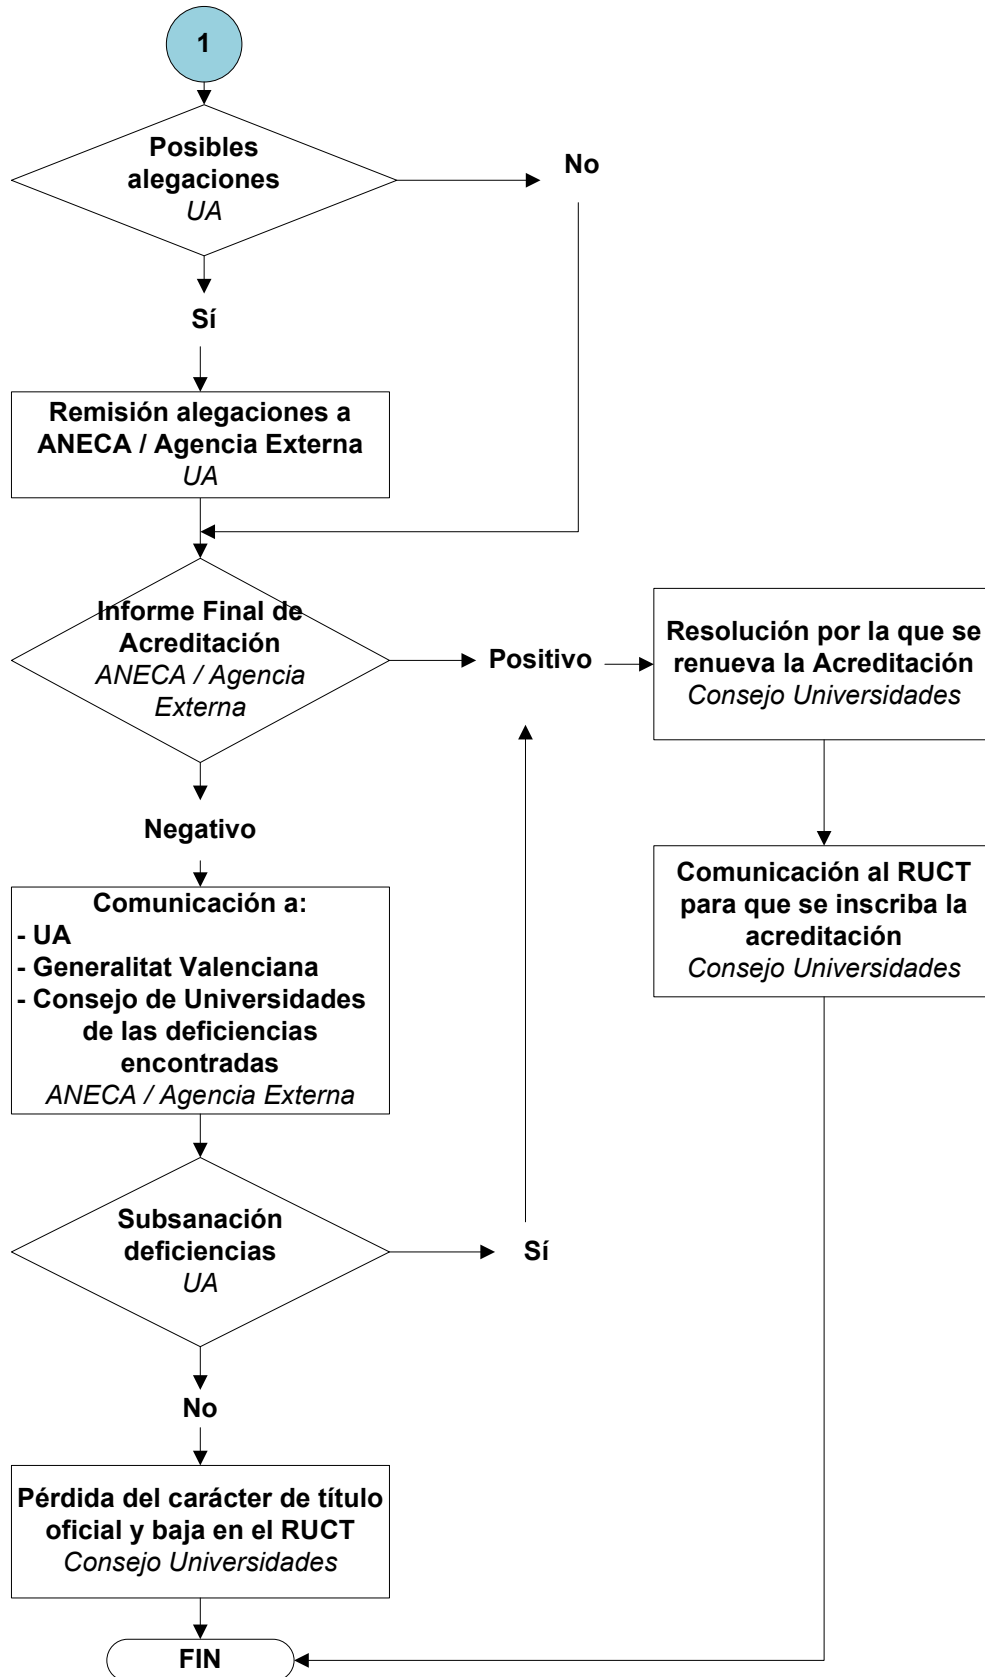 1
Posibles
alegaciones
UA
No
Sí
Remisión alegaciones a
ANECA / Agencia Externa
UA
Informe Final de
Acreditación
ANECA / Agencia
Externa
Positivo
Resolución por la que se
renueva la Acreditación
Consejo Universidades
Negativo
Comunicación al RUCT
para que se inscriba la
acreditación
Consejo Universidades
Comunicación a:
- UA
- Generalitat Valenciana
- Consejo de Universidades
de las deficiencias
encontradas
ANECA / Agencia Externa
Subsanación
deficiencias
UA
Sí
No
Pérdida del carácter de título
oficial y baja en el RUCT
Consejo Universidades
FIN